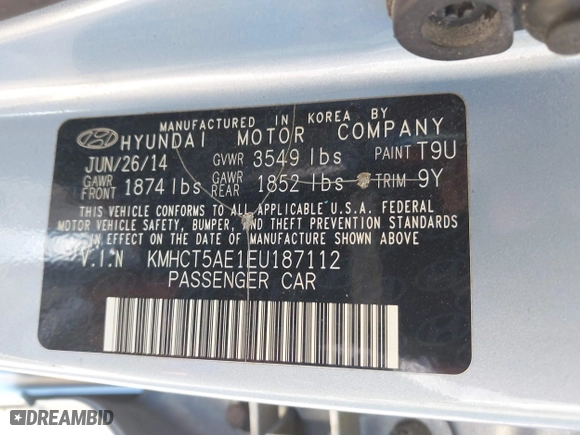 MANUFACTURED IN KOREA BY
HYUNDAI MOTOR COMPANY
JUN/26/14 GVWR 3549 lbs PAINT T9U
GAWR FRONT 1874 lbs GAWR REAR 1852 lbs TRIM 9Y
THIS VEHICLE CONFORMS TO ALL APPLICABLE U.S.A. FEDERAL
MOTOR VEHICLE SAFETY, BUMPER, AND THEFT PREVENTION
STANDARDS IN EFFECT ON THE DATE OF MANUFACTURE SHOWN ABOVE
V.I.N KMHCT5AE1EU187112
PASSENGER CAR
DREAMBID